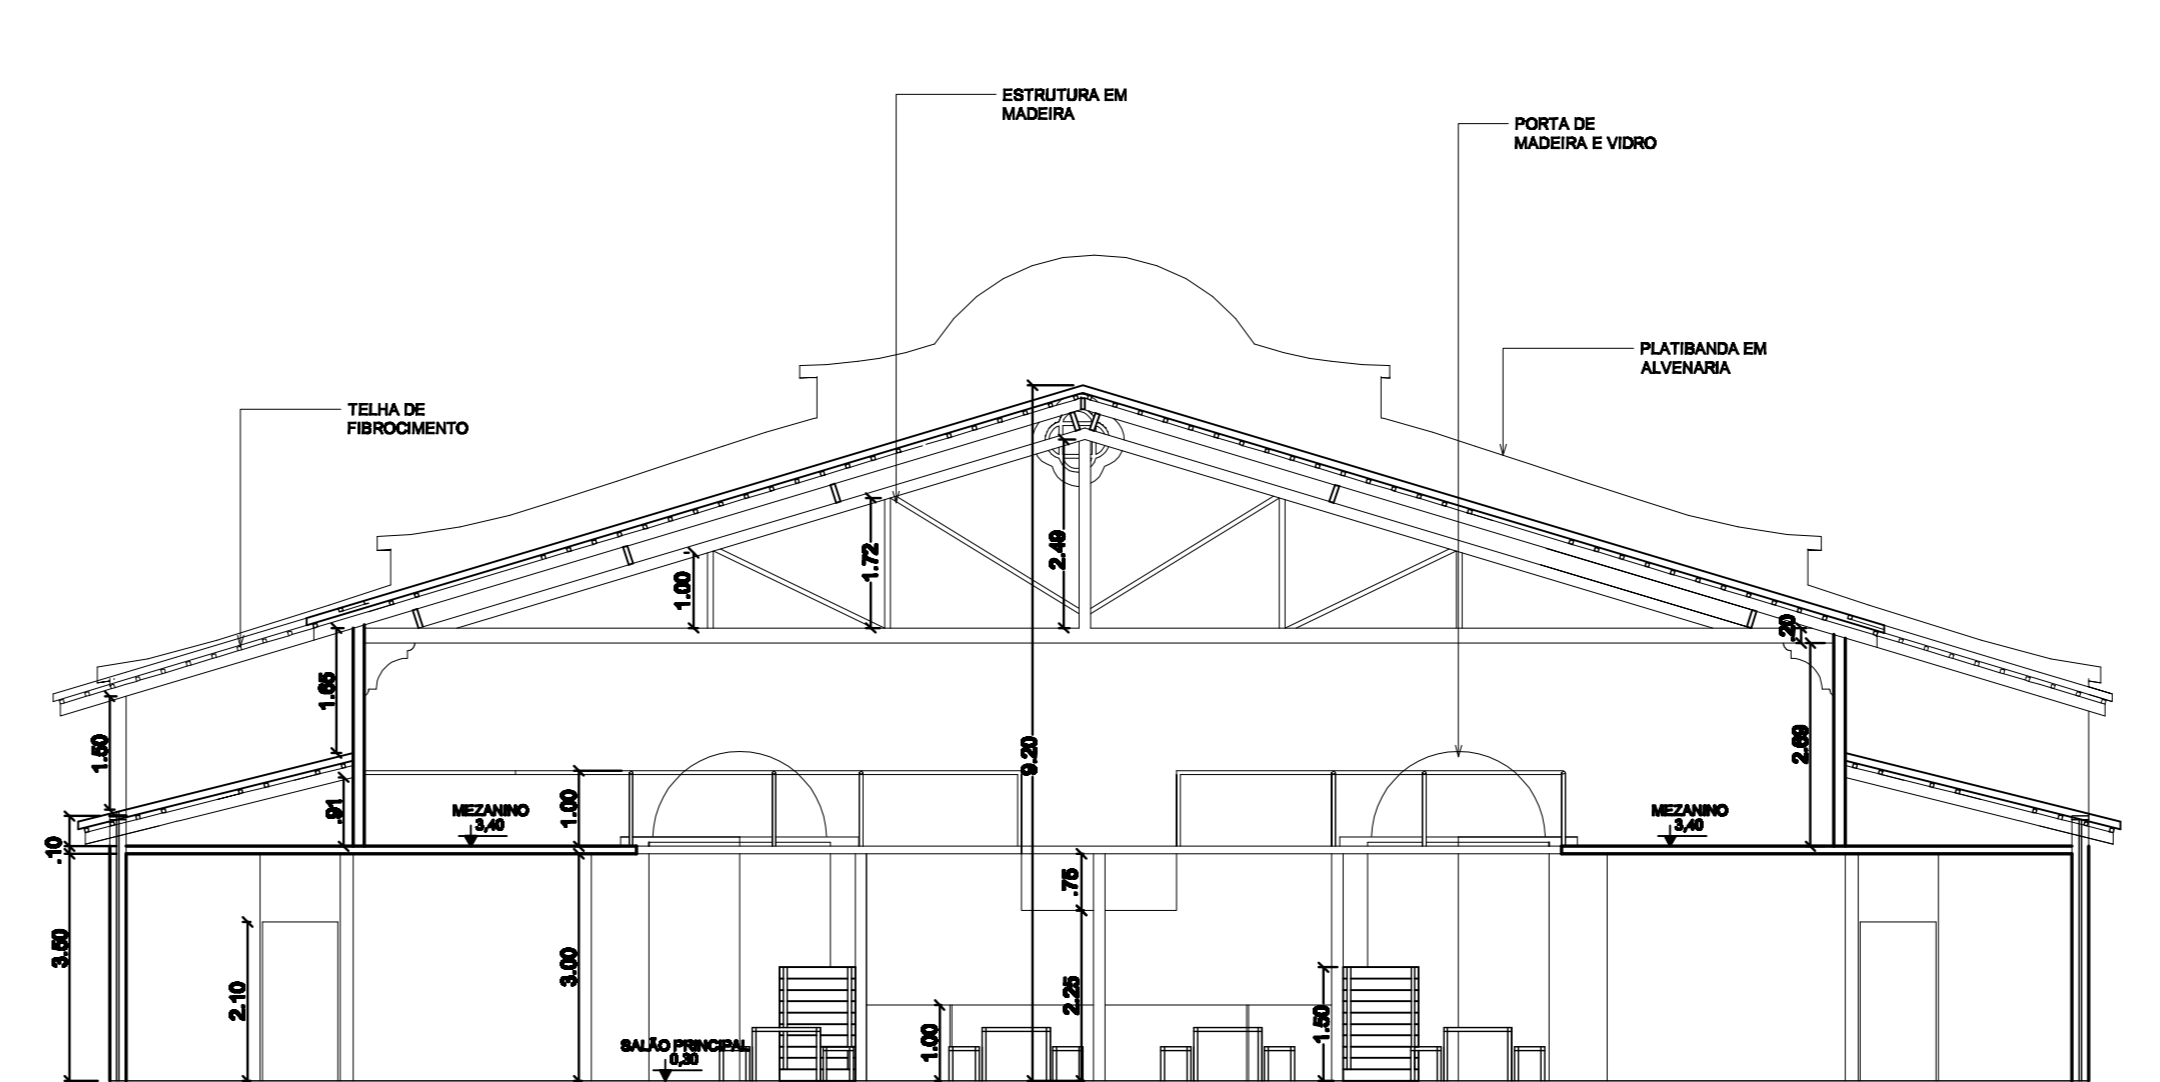 ESTRUTURA EM
MADEIRA
PORTA DE
MADEIRA E VIDRO
PLATIBANDA EM
ALVENARIA
TELHA DE
FIBROCIMENTO
1.00
1.72
2.49
.20
1.65
1.50
9.20
2.69
.91
1.00
MEZANINO
3,40
MEZANINO
3,40
.10
.75
3.50
2.10
3.00
2.25
1.00
1.50
SALÃO PRINCIPAL
0,30